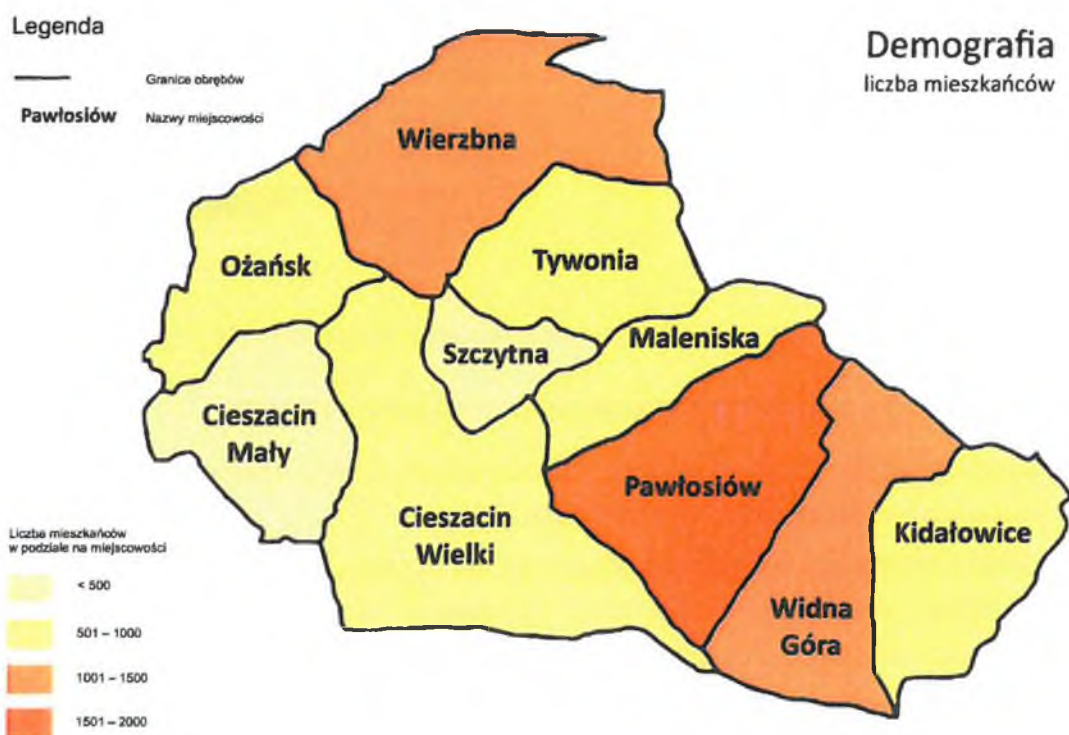 Legenda
Granice obrębów
Pawłosiów Nazwy miejscowości
Demografia
liczba mieszkańców
Wierzbna
Ożańsk
Tywonia
Maleniska
Szczytna
Cieszacin
Mały
Pawłosiów
Cieszacin
Wielki
Kidałowice
Widna
Góra
Liczba mieszkańców
w podziale na miejscowości
< 500
501 – 1000
1001 – 1500
1501 – 2000